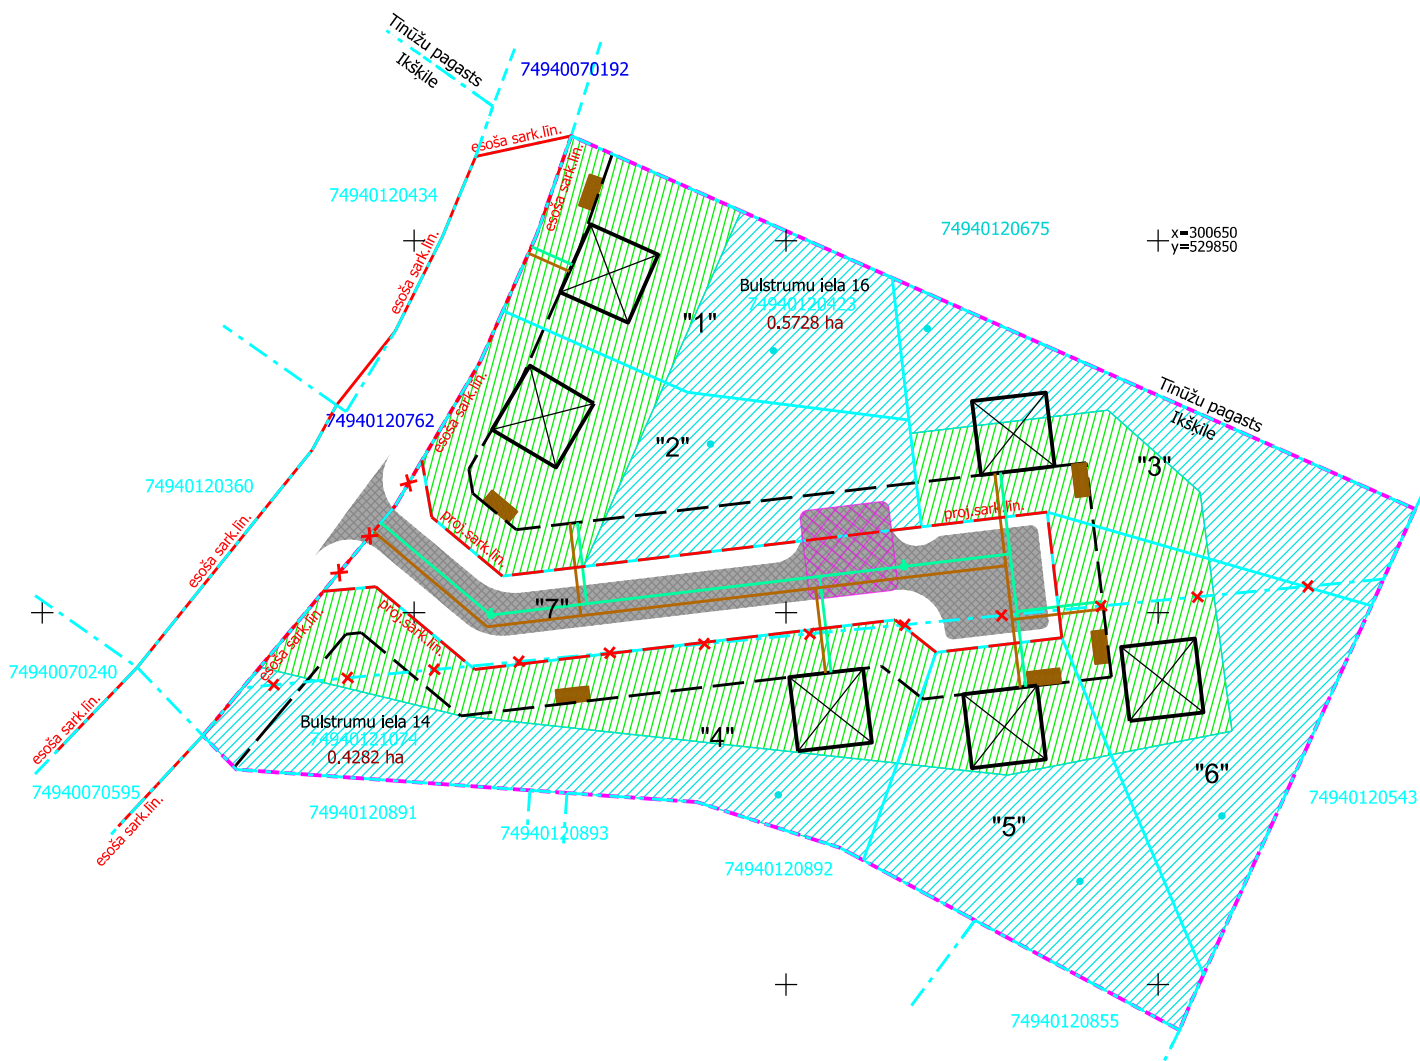 Tīnūžu pagasts
Ikšķile
74940070192
esoša sark.līn.
esoša sark.līn.
74940120434
esoša sark.līn.
74940120675
x=300650
y=529850
Bulstrumu iela 16
74940120423
0.5728 ha
"1"
Tīnūžu pagasts
Ikšķile
74940120762
esoša sark.līn.
"2"
"3"
74940120360
esoša sark.līn.
proj.sark.līn.
proj.sark.līn.
"7"
proj.sark.līn.
esoša sark.līn.
74940070240
esoša sark.līn.
Bulstrumu iela 14
74940121074
0.4282 ha
"4"
"6"
74940070595
esoša sark.līn.
74940120891
74940120893
"5"
74940120543
74940120892
74940120855